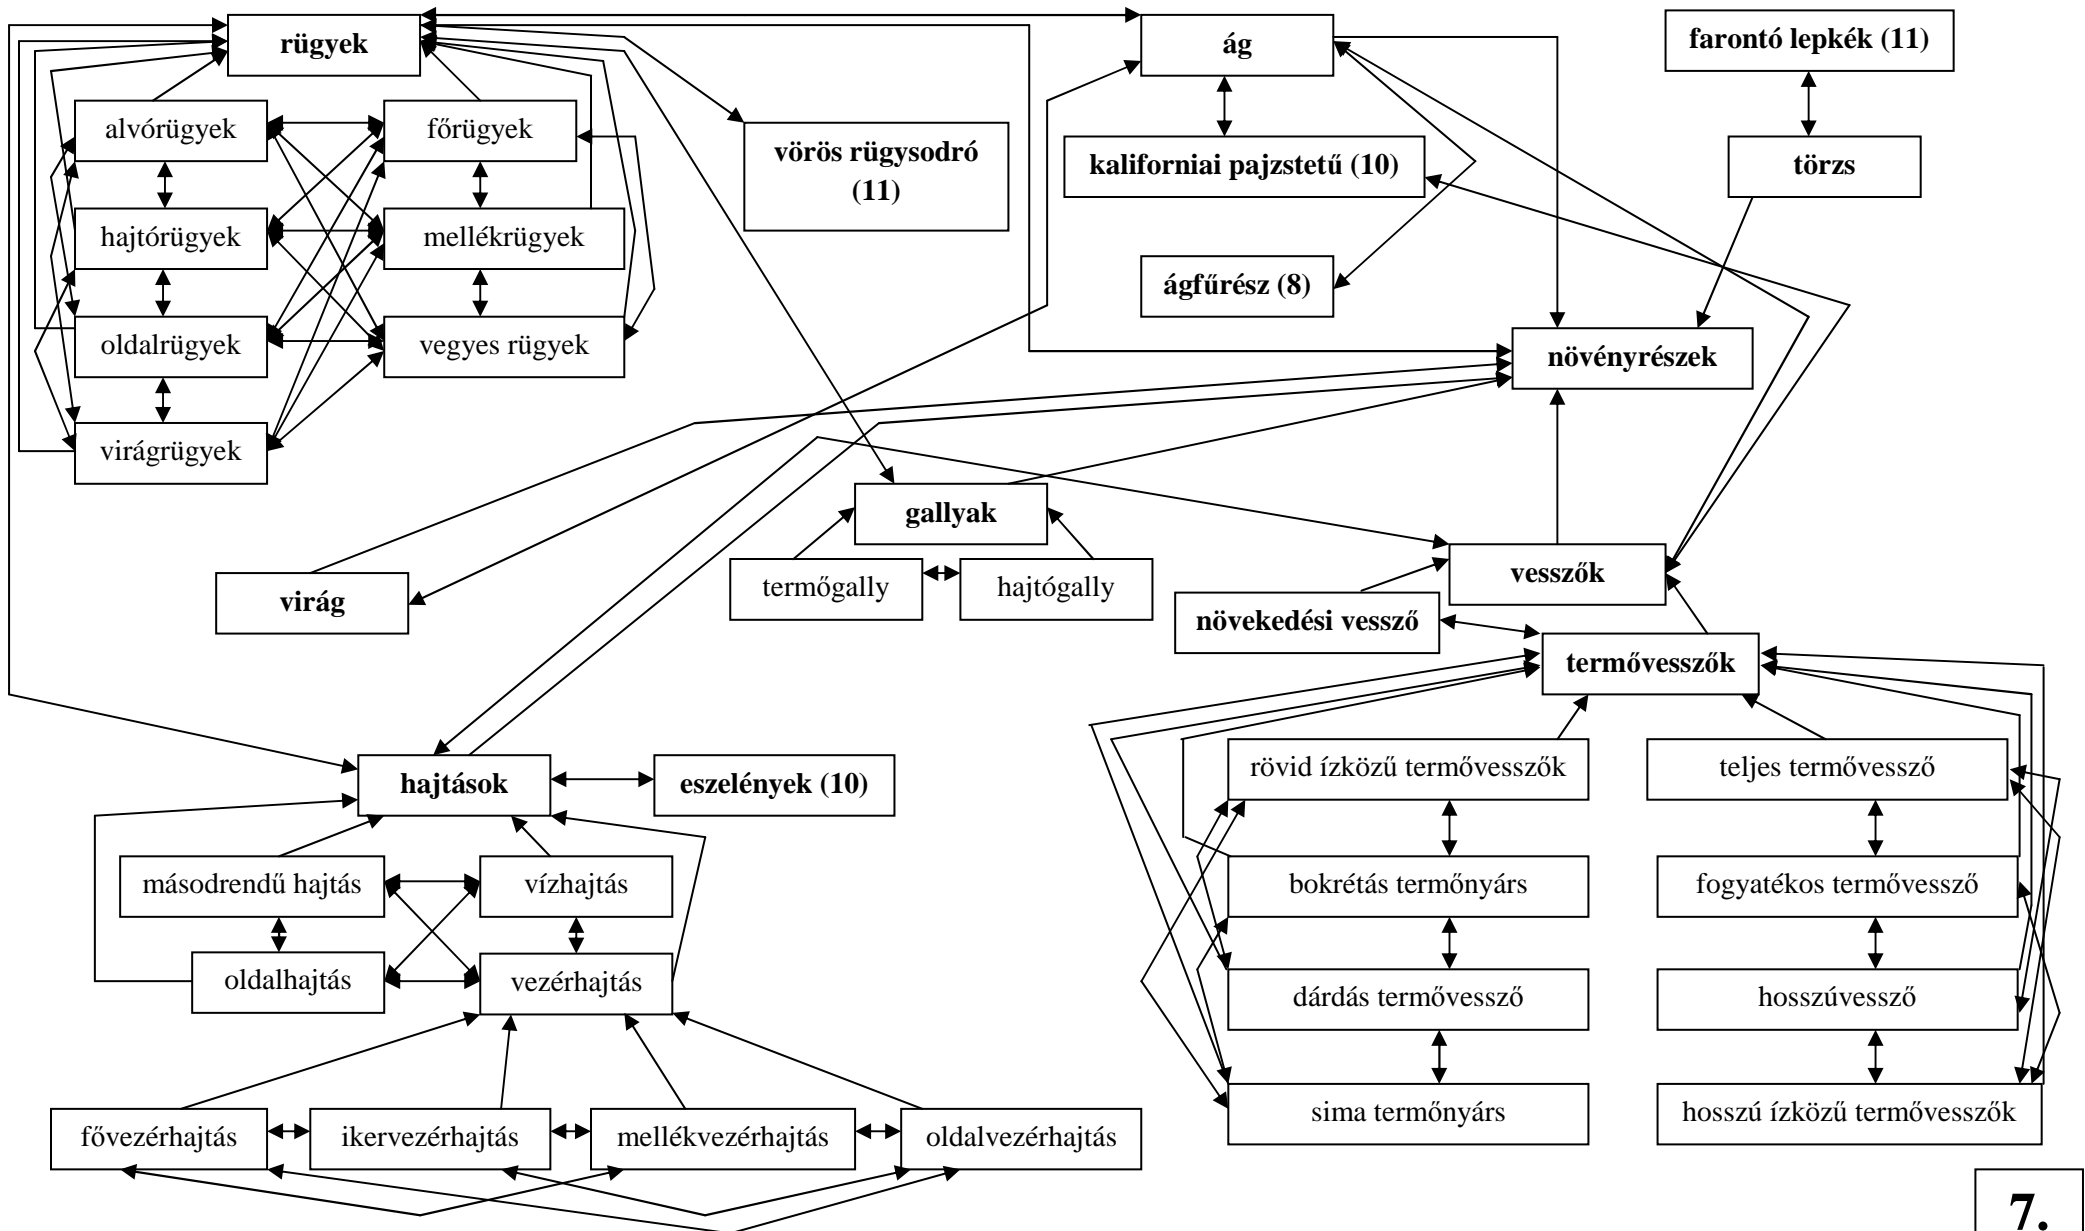 rügyek
ág
farontó lepkék (11)
alvórügyek
főrügyek
vörös rügysodró
(11)
kaliforniai pajzstetű (10)
törzs
hajtórügyek
mellékrügyek
ágfűrész (8)
oldalrügyek
vegyes rügyek
növényrészek
virágrügyek
gallyak
termőgally
hajtógally
vesszők
virág
növekedési vessző
termővesszők
hajtások
eszelények (10)
rövid ízközű termővesszők
teljes termővessző
másodrendű hajtás
vízhajtás
bokrétás termőnyárs
fogyatékos termővessző
oldalhajtás
vezérhajtás
dárdás termővessző
hosszúvessző
fővezérhajtás
ikervezérhajtás
mellékvezérhajtás
oldalvezérhajtás
sima termőnyárs
hosszú ízközű termővesszők
7.